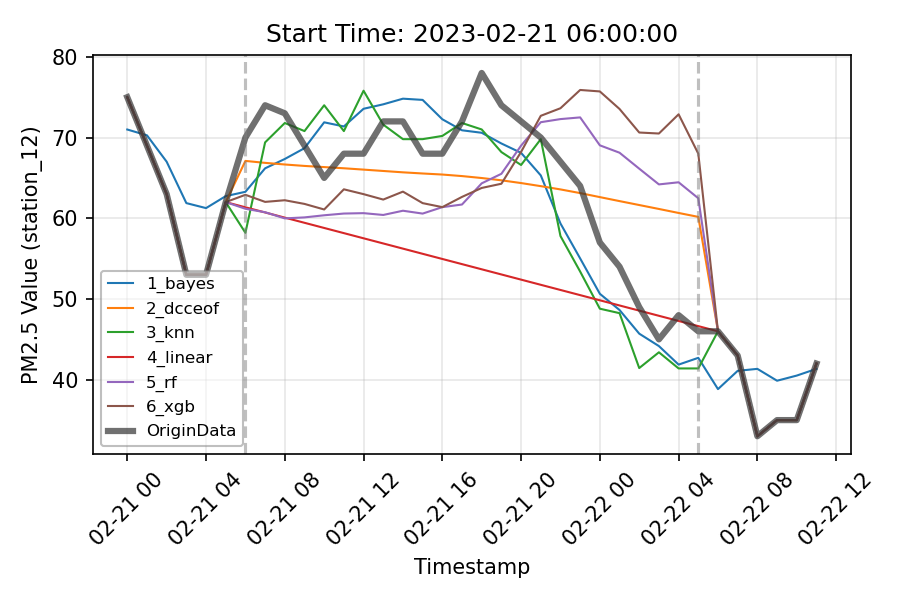 Start Time: 2023-02-21 06:00:00
PM2.5 Value (station_12)
80
70
60
50
40
1_bayes
2_dcceof
3_knn
4_linear
5_rf
6_xgb
OriginData
02-21 00
02-21 04
02-21 08
02-21 12
02-21 16
02-21 20
02-22 00
02-22 04
02-22 08
02-22 12
Timestamp